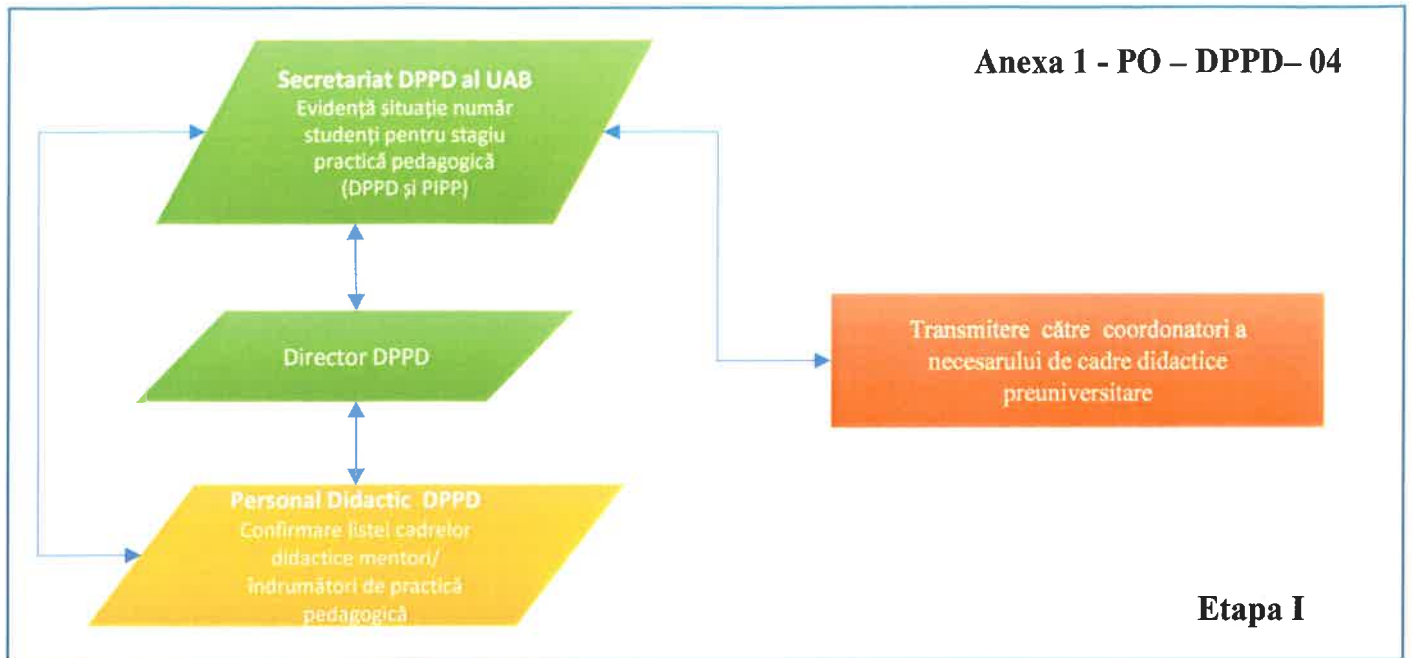 Anexa 1 - PO – DPPD– 04
Secretariat DPPD al UAB
Evidență situație număr
studenți pentru stagiu
practică pedagogică
(DPPD și PIPP)
Director DPPD
Transmitere către coordonatori a
necesarului de cadre didactice
preuniversitare
Personal Didactic DPPD
Confirmare listei cadrelor
didactice mentori/
îndrumători de practică
pedagogică
Etapa I